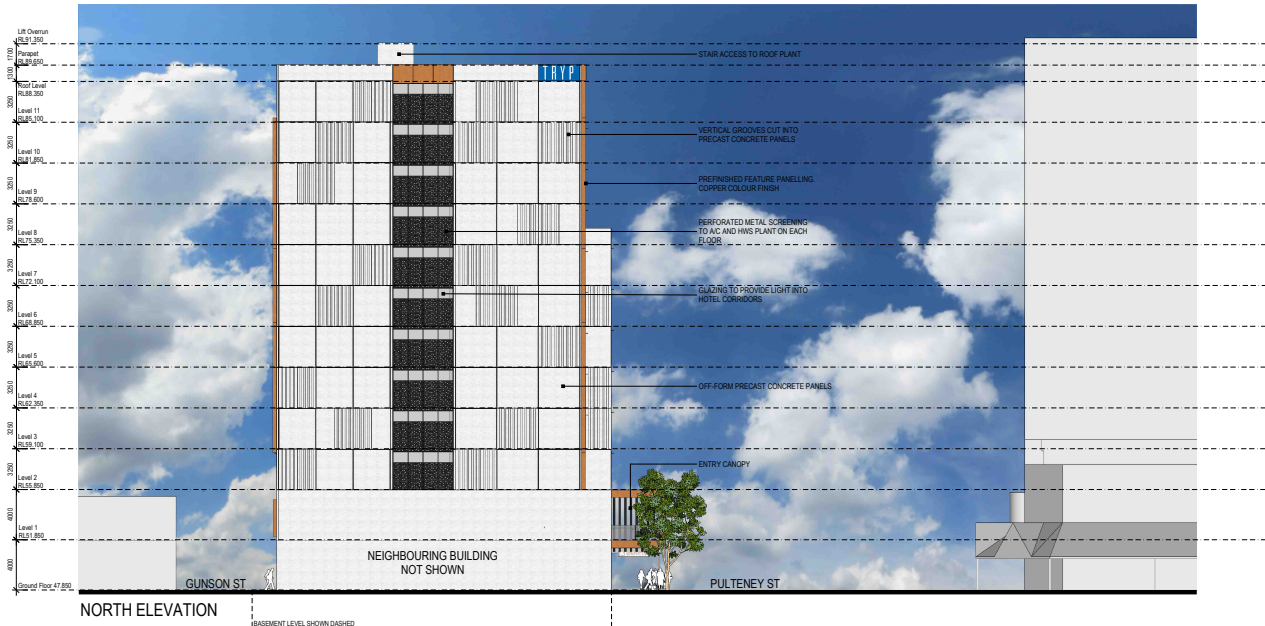 Lift Overrun
RL91.350
1700
Parapet
RL89.650
1300
Roof Level
RL88.350
3250
Level 11
RL85.100
3250
Level 10
RL81.850
3250
Level 9
RL78.600
3250
Level 8
RL75.350
3250
Level 7
RL72.100
3250
Level 6
RL68.850
3250
Level 5
RL65.600
3250
Level 4
RL62.350
3250
Level 3
RL59.100
3250
Level 2
RL55.850
4000
Level 1
RL51.850
4000
Ground Floor 47.850
STAIR ACCESS TO ROOF PLANT
TRYP
VERTICAL GROOVES CUT INTO
PRECAST CONCRETE PANELS
PREFINISHED FEATURE PANELLING
COPPER COLOUR FINISH
PERFORATED METAL SCREENING
TO A/C AND HWS PLANT ON EACH
FLOOR
GLAZING TO PROVIDE LIGHT INTO
HOTEL CORRIDORS
OFF-FORM PRECAST CONCRETE PANELS
ENTRY CANOPY
NEIGHBOURING BUILDING
NOT SHOWN
GUNSON ST
PULTENEY ST
NORTH ELEVATION
BASEMENT LEVEL SHOWN DASHED